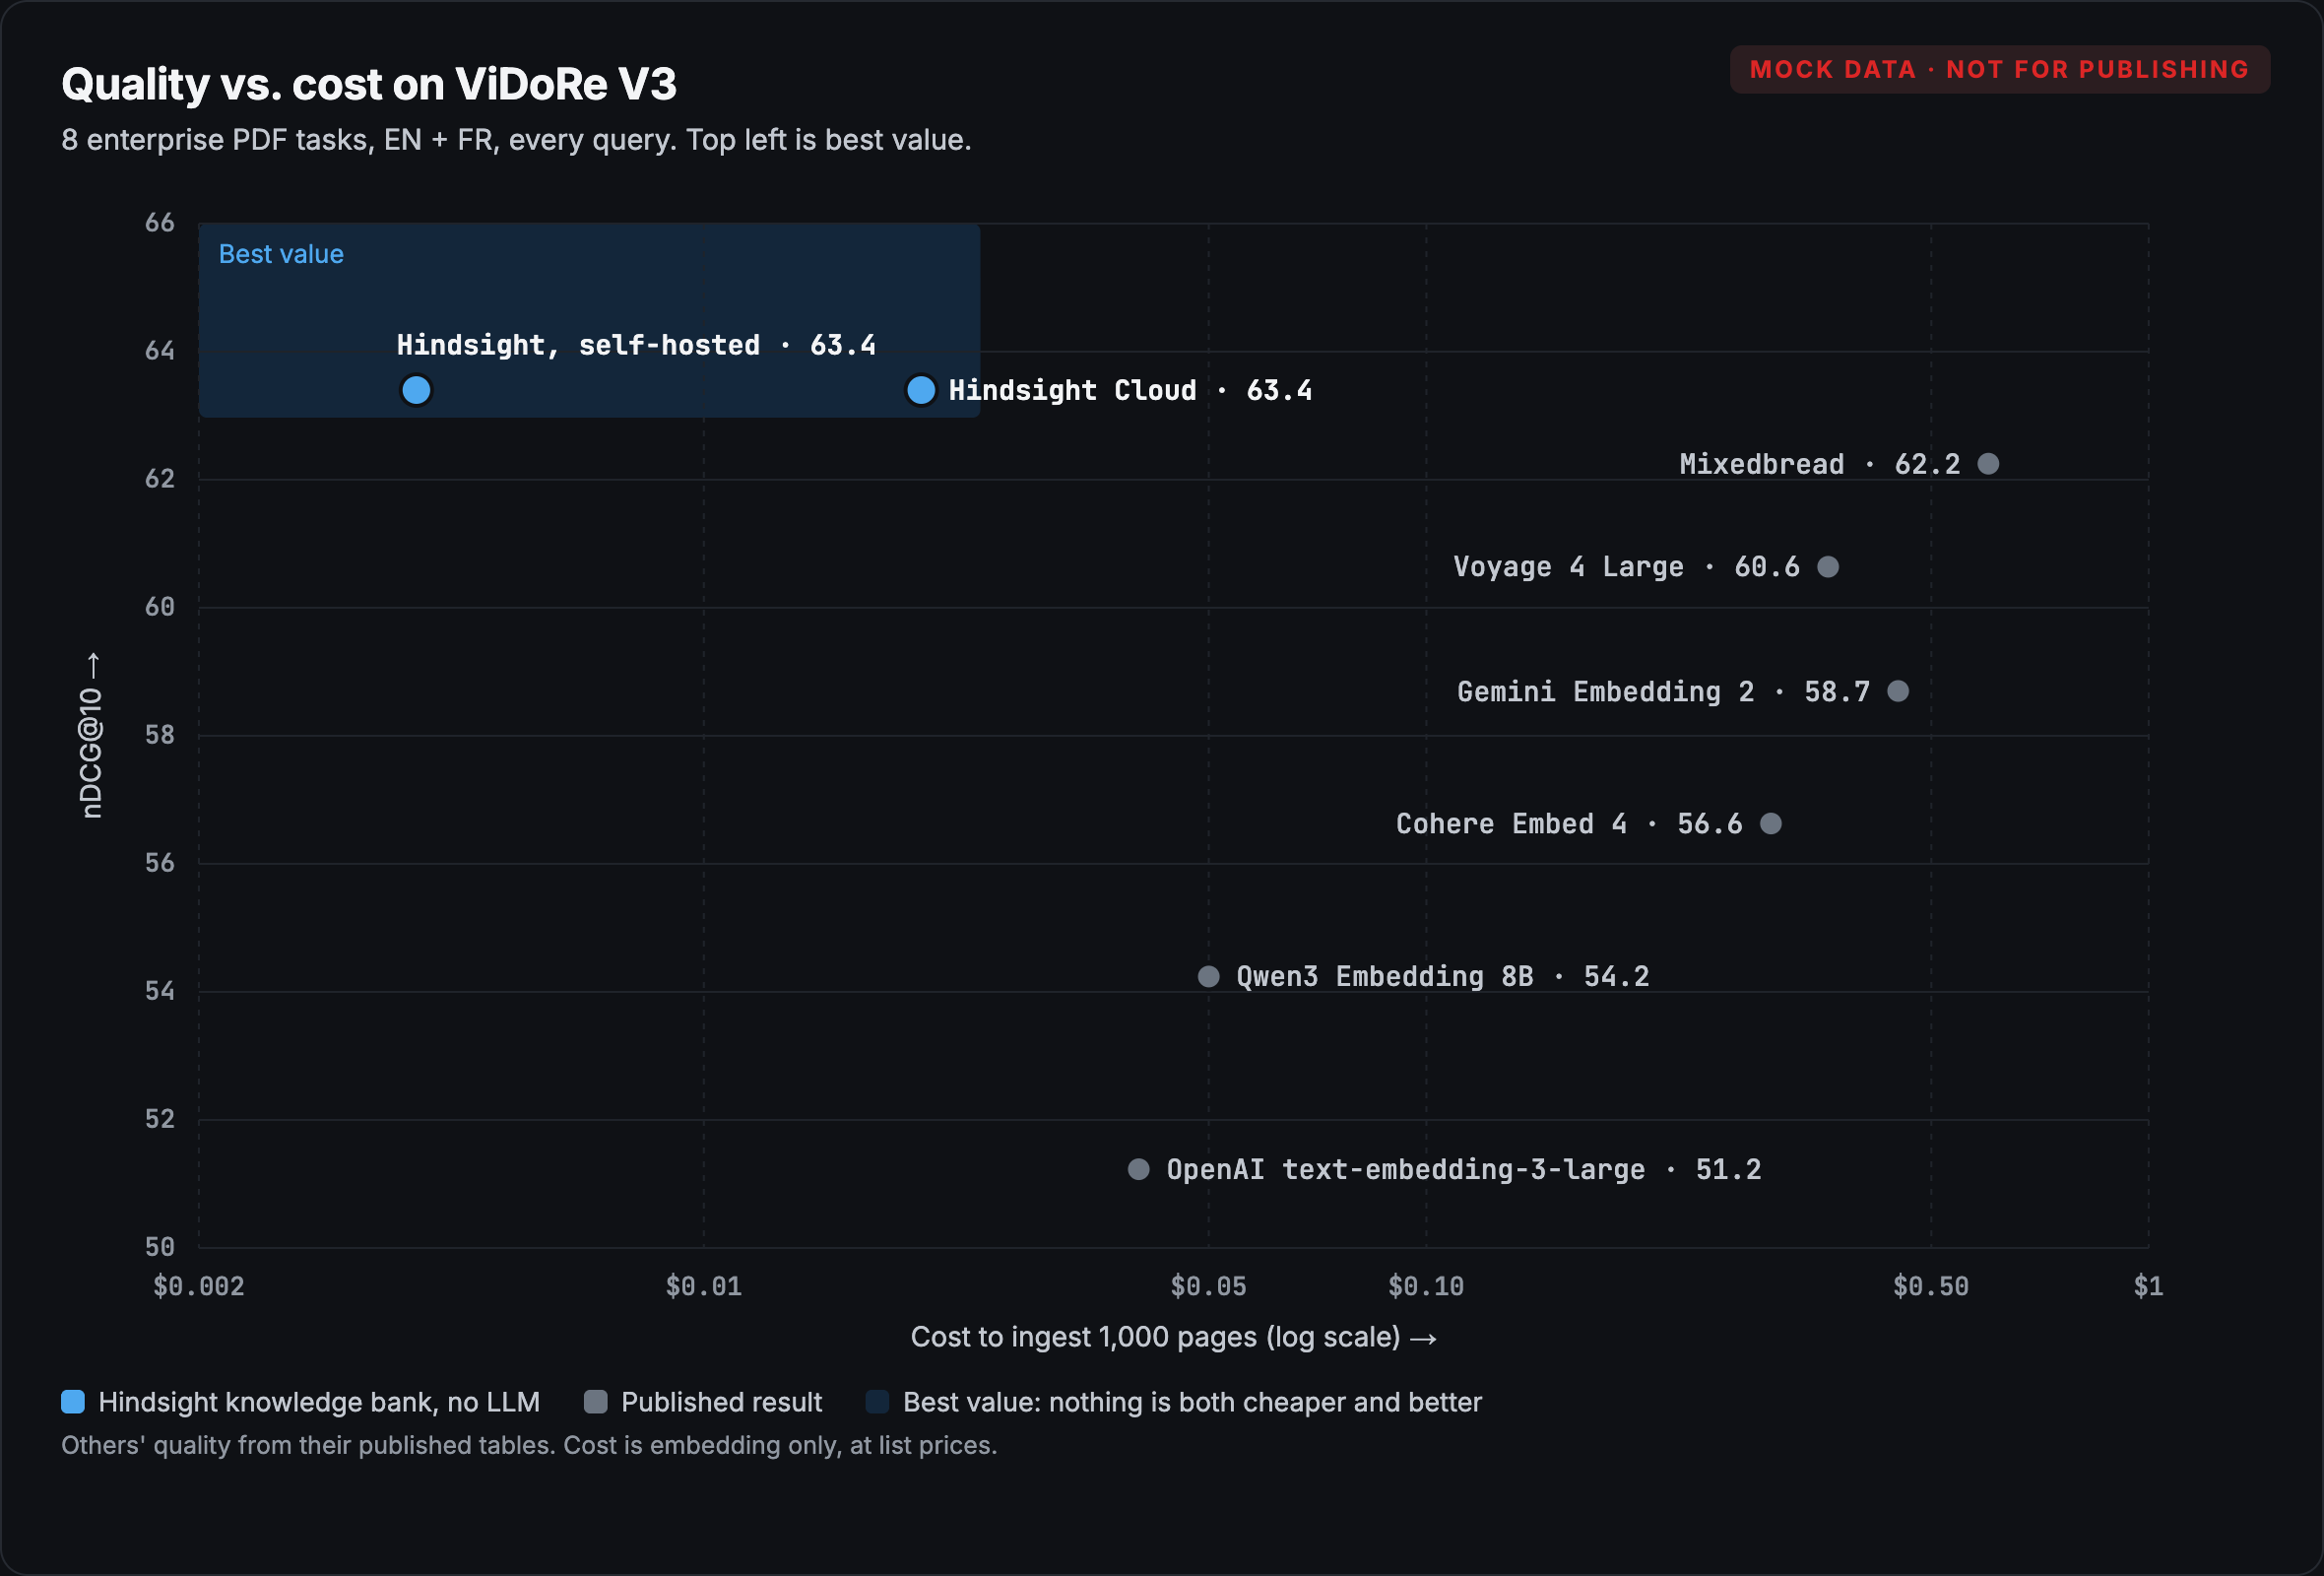 Quality vs. cost on ViDoRe V3
MOCK DATA · NOT FOR PUBLISHING
8 enterprise PDF tasks, EN + FR, every query. Top left is best value.
66
Best value
Hindsight, self-hosted · 63.4
64
Hindsight Cloud · 63.4
Mixedbread · 62.2
62
Voyage 4 Large · 60.6
60
Gemini Embedding 2 · 58.7
nDCG@10 →
58
Cohere Embed 4 · 56.6
56
Qwen3 Embedding 8B · 54.2
54
52
OpenAI text-embedding-3-large · 51.2
50
$0.002 $0.01 $0.05 $0.10 $0.50 $1
Cost to ingest 1,000 pages (log scale) →
Hindsight knowledge bank, no LLM Published result Best value: nothing is both cheaper and better
Others' quality from their published tables. Cost is embedding only, at list prices.